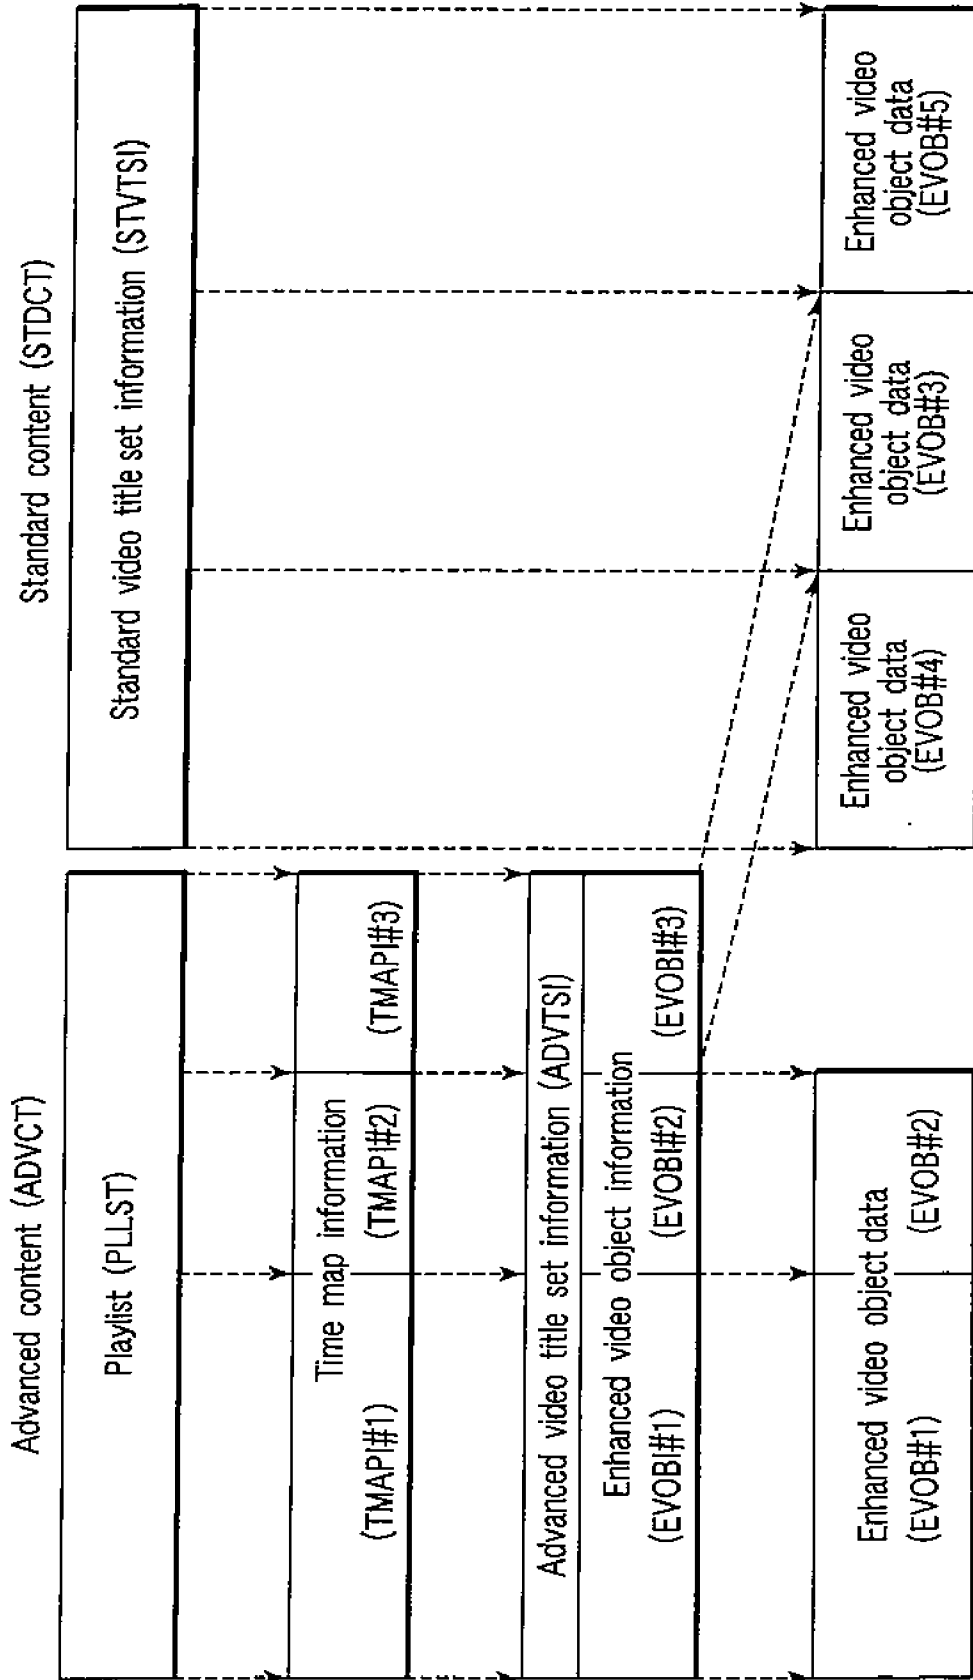 Advanced content (ADVCT)
Playlist (PLLST)
Time map information
(TMAPI#1) (TMAPI#2) (TMAPI#3)
Advanced video title set information (ADVTSI)
Enhanced video object information
(EVOBI#1) (EVOBI#2) (EVOBI#3)
Enhanced video object data
(EVOB#1) (EVOB#2)
Standard content (STDCT)
Standard video title set information (STVTSI)
Enhanced video
object data
(EVOB#4)
Enhanced video
object data
(EVOB#3)
Enhanced video
object data
(EVOB#5)